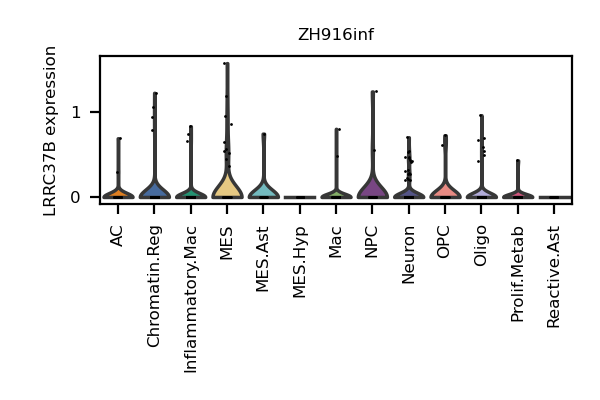 ZH916inf
LRRC37B expression
1
0
AC
Chromatin.Reg
Inflammatory.Mac
MES
MES.Ast
MES.Hyp
Mac
NPC
Neuron
OPC
Oligo
Prolif.Metab
Reactive.Ast